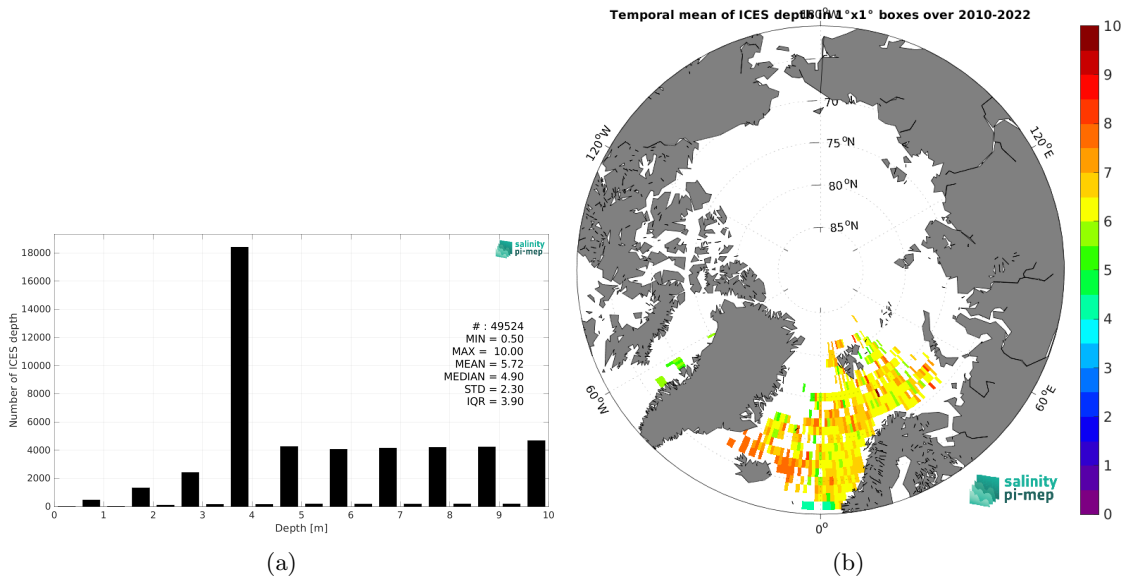 Temporal mean of ICES depth in 1°x1° boxes over 2010-2022
180°W
120°W
120°E
60°W
60°E
0°
70
75°N
80°N
85°N
10
9
8
7
6
5
4
3
2
1
0
salinity
pi-mep
18000
16000
14000
12000
10000
8000
6000
4000
2000
0
Number of ICES depth
salinity
pi-mep
# : 49524
MIN = 0.50
MAX = 10.00
MEAN = 5.72
MEDIAN = 4.90
STD = 2.30
IQR = 3.90
0 1 2 3 4 5 6 7 8 9 10
Depth [m]
(a)
(b)